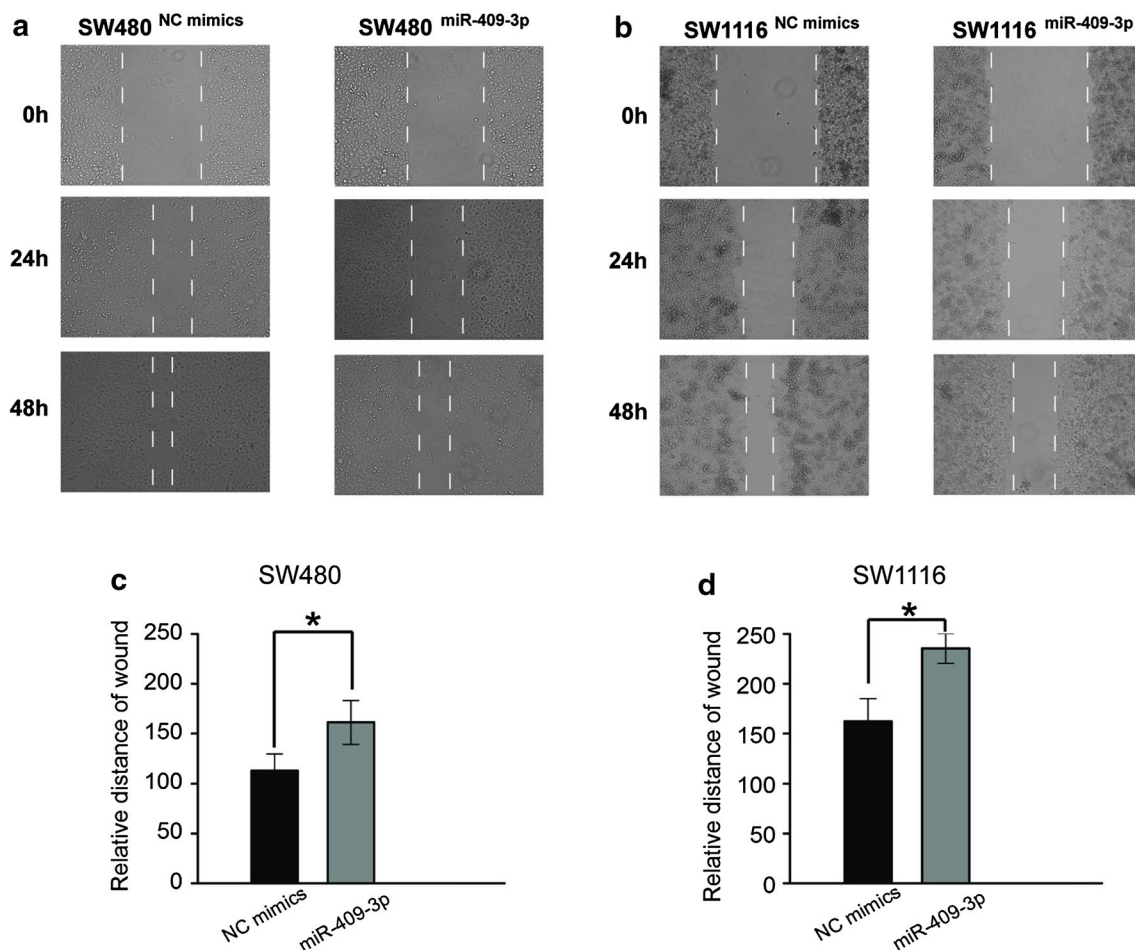 a
SW480 NC mimics
SW480 miR-409-3p
b
SW1116 NC mimics
SW1116 miR-409-3p
0h
0h
24h
24h
48h
48h
c
SW480
*
Relative distance of wound
250
200
150
100
50
0
NC mimics
miR-409-3p
d
SW1116
*
Relative distance of wound
250
200
150
100
50
0
NC mimics
miR-409-3p